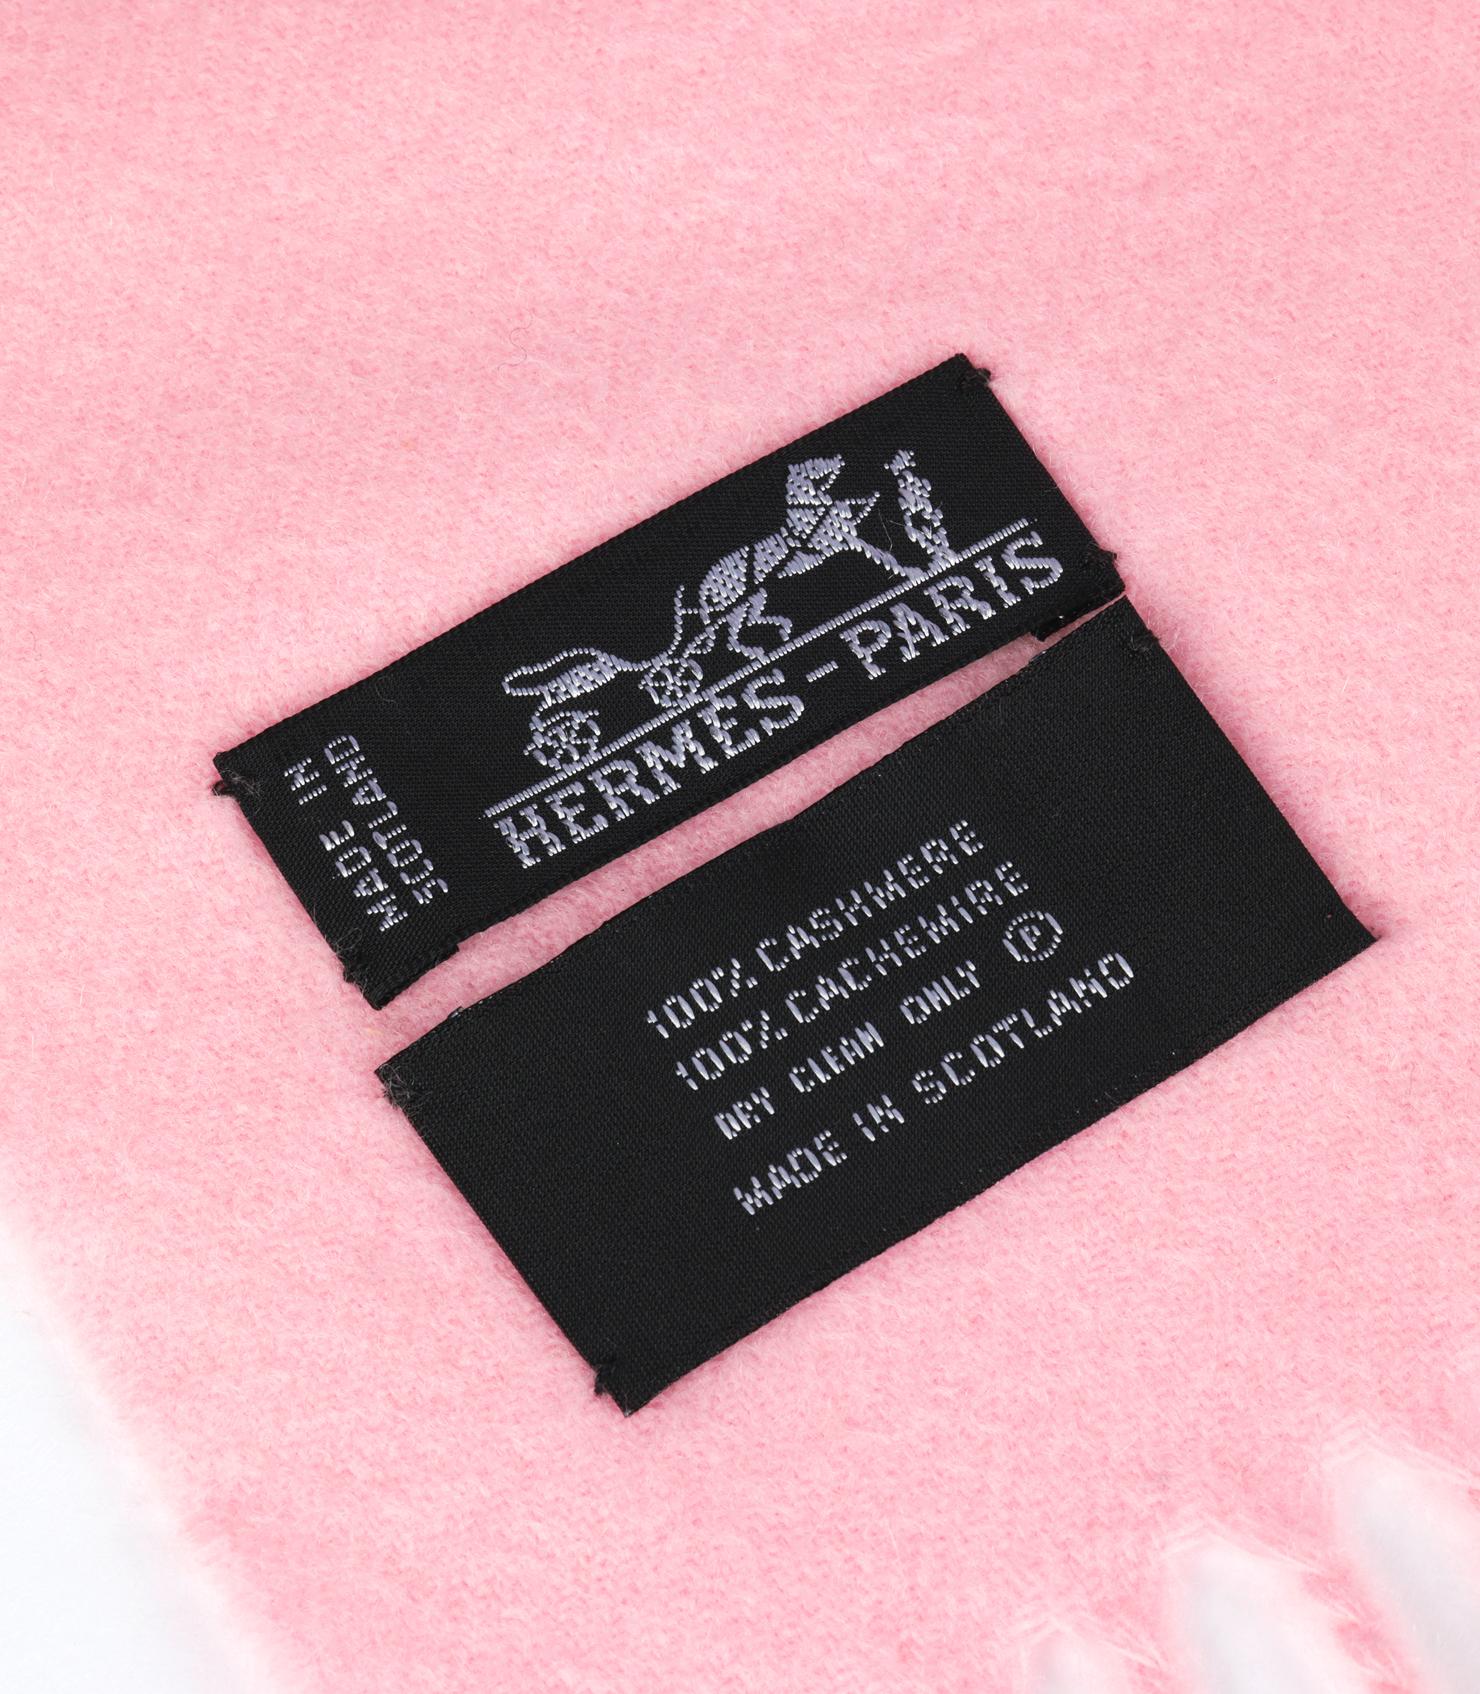 HERMES-PARIS
MADE IN
SCOTLAND
100% CASHMERE
100% CACHEMIRE
DRY CLEAN ONLY Ⓟ
MADE IN SCOTLAND